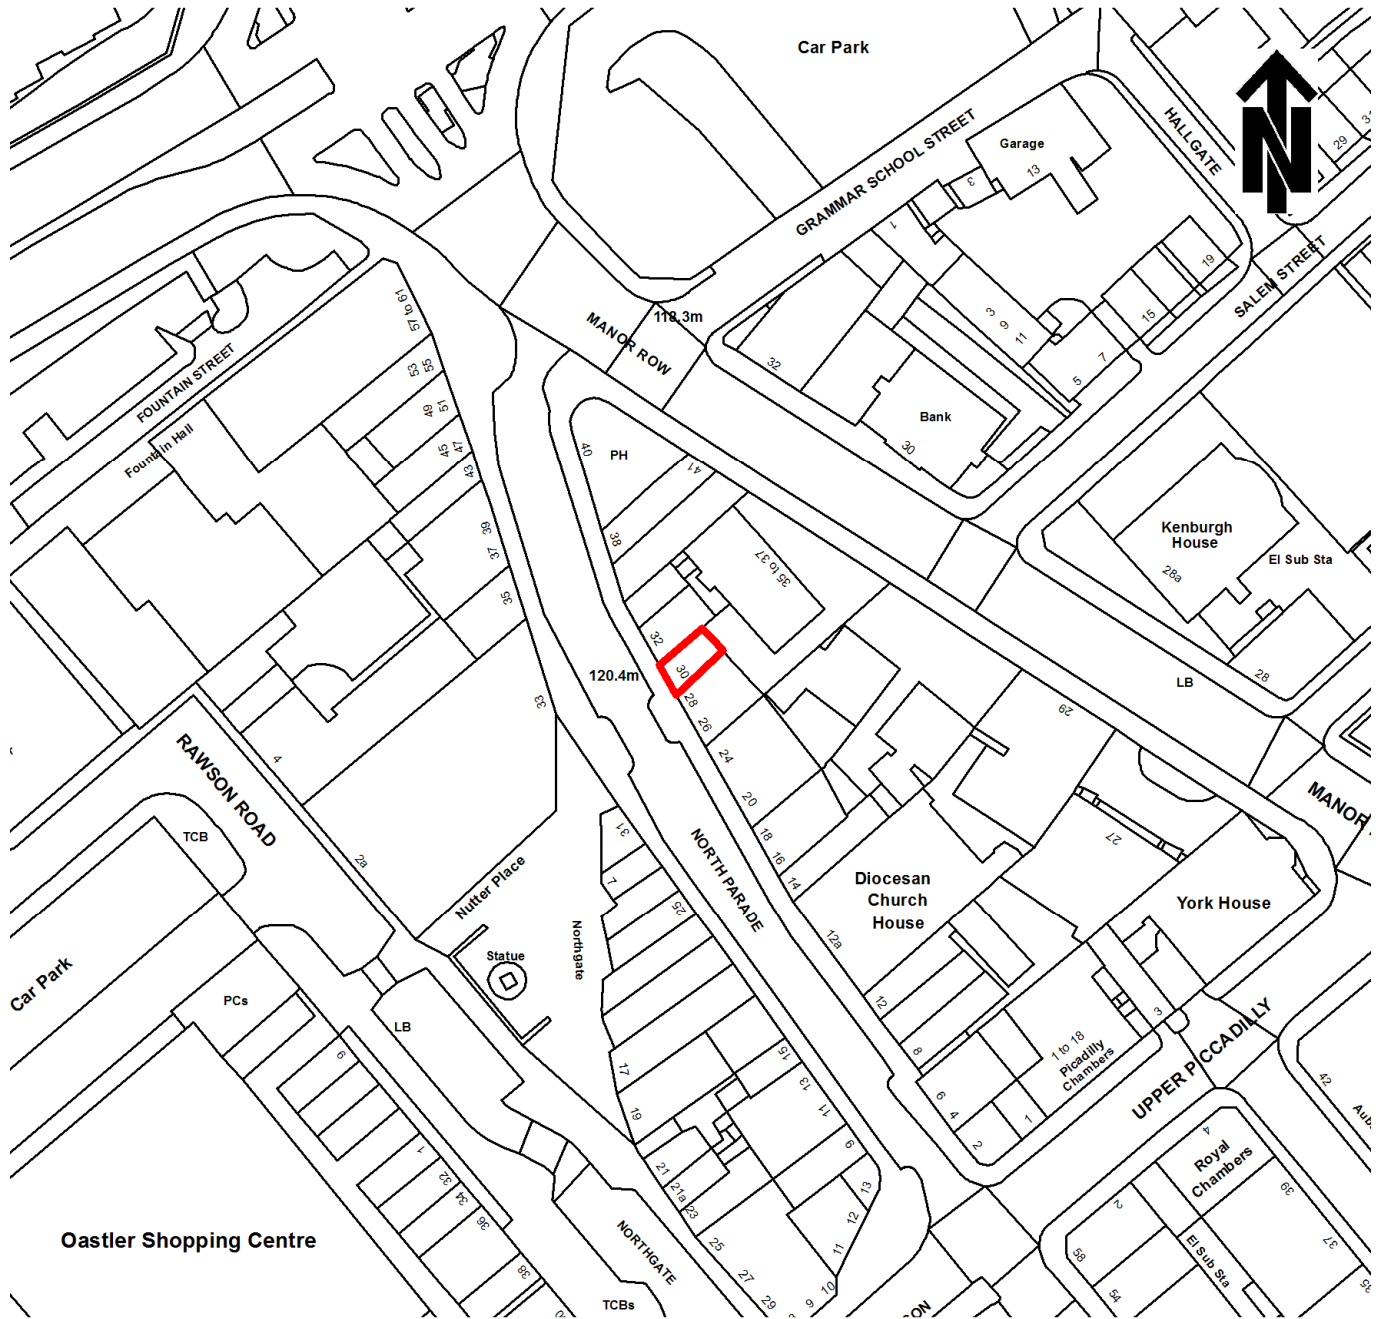 Car Park
GRAMMAR SCHOOL STREET
Garage
13
3
1
HALLGATE
N
29
SALEM STREET
19
15
7
5
3
9
11
118.3m
MANOR ROW
32
Bank
30
57 to 61
55
53
51
49
47
45
43
39
37
35
33
FOUNTAIN STREET
Fountain Hall
40
PH
41
38
35 to 37
32
30
28
26
24
20
18
16
14
12a
12
8
6
4
2
1
120.4m
Kenburgh
House
28a
El Sub Sta
28
LB
29
27
MANOR
RAWSON ROAD
4
2a
TCB
Nutter Place
Northgate
Statue
31
7
25
NORTH PARADE
Diocesan
Church
House
York House
Car Park
PCs
LB
9
17
19
15
13
11
9
21
21a
23
25
27
29
13
12
11
10
9
3
1 to 18
Picadilly
Chambers
UPPER PICCADILLY
42
4
Royal
Chambers
39
37
35
2
El Sub Sta
58
54
1
32
34
36
38
Oastler Shopping Centre
NORTHGATE
TCBs